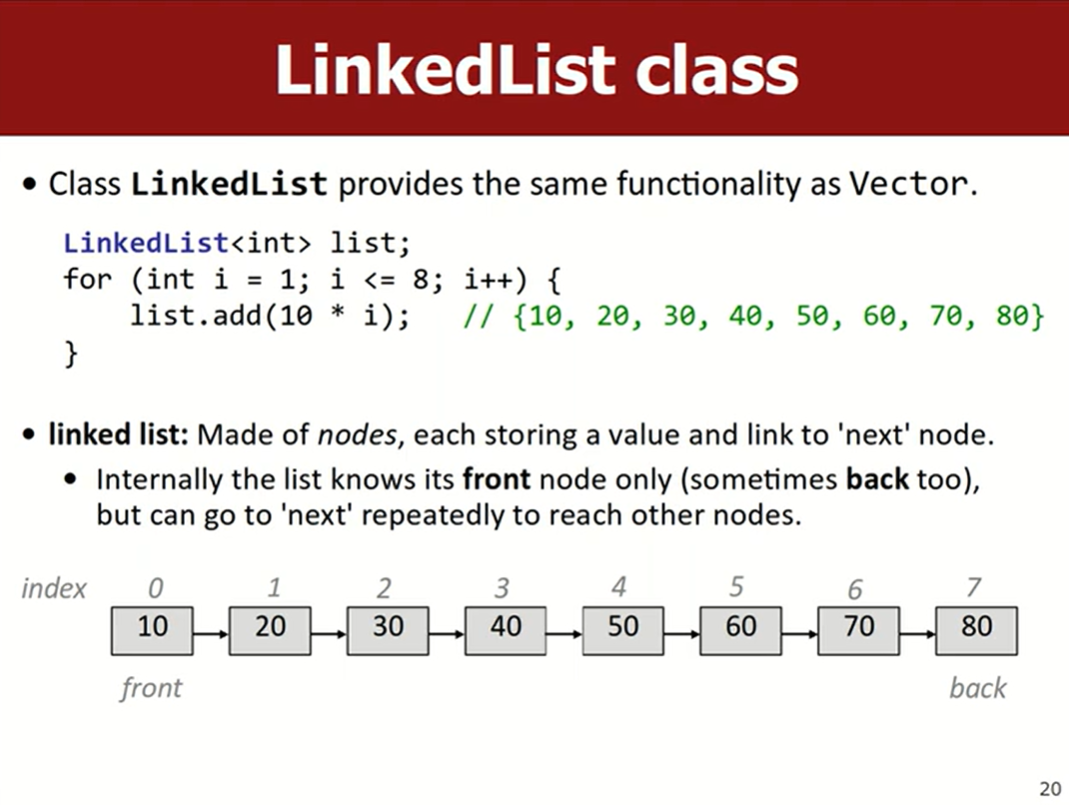 LinkedList class
• Class LinkedList provides the same functionality as Vector.
LinkedList<int> list;
for (int i = 1; i <= 8; i++) {
    list.add(10 * i);   // {10, 20, 30, 40, 50, 60, 70, 80}
}
• linked list: Made of nodes, each storing a value and link to 'next' node.
• Internally the list knows its front node only (sometimes back too),
but can go to 'next' repeatedly to reach other nodes.
index 0 1 2 3 4 5 6 7
10 20 30 40 50 60 70 80
front back
20